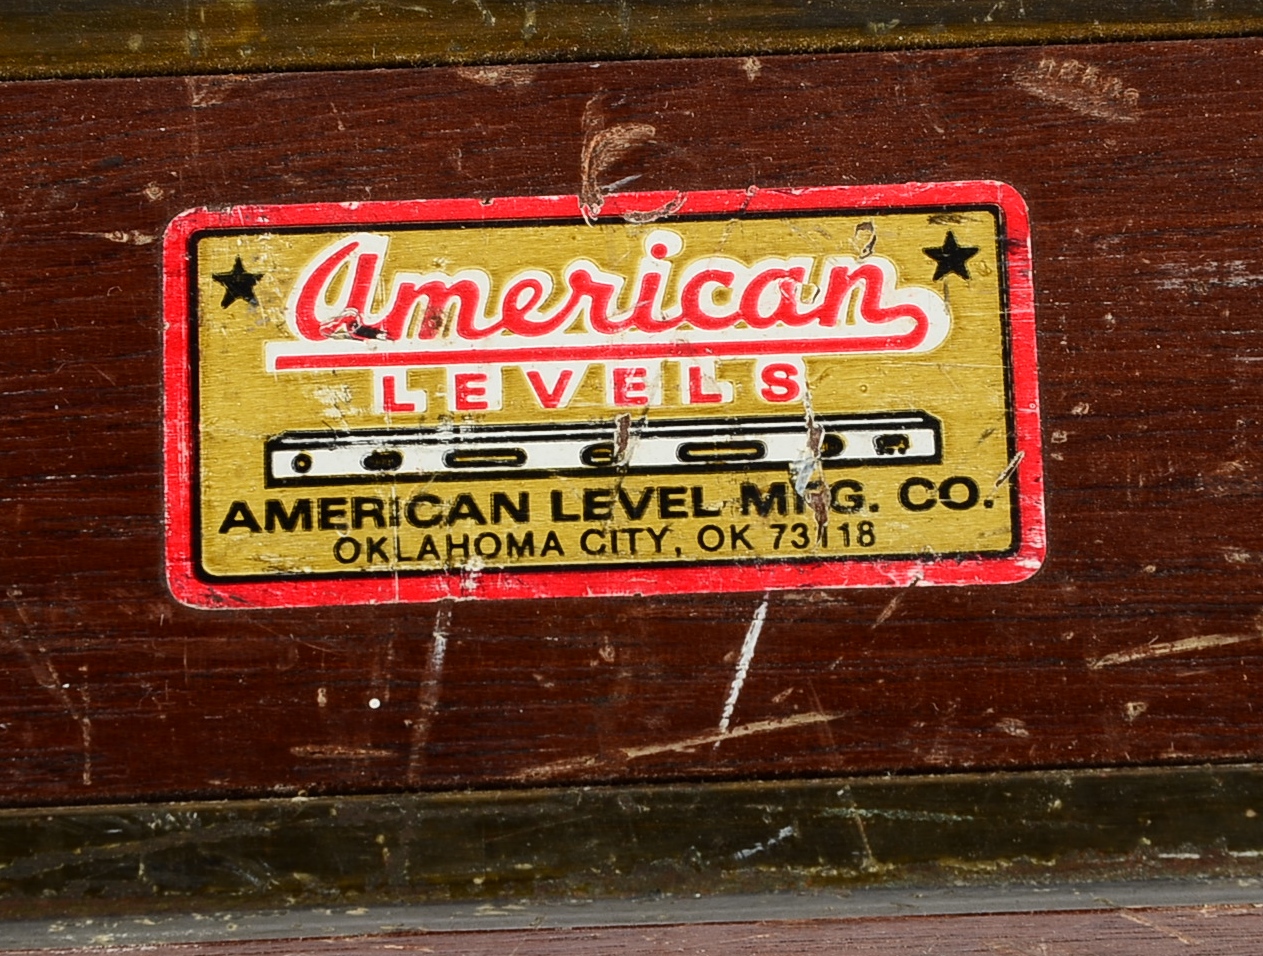 American
LEVELS
AMERICAN LEVEL MFG. CO.
OKLAHOMA CITY, OK 73118